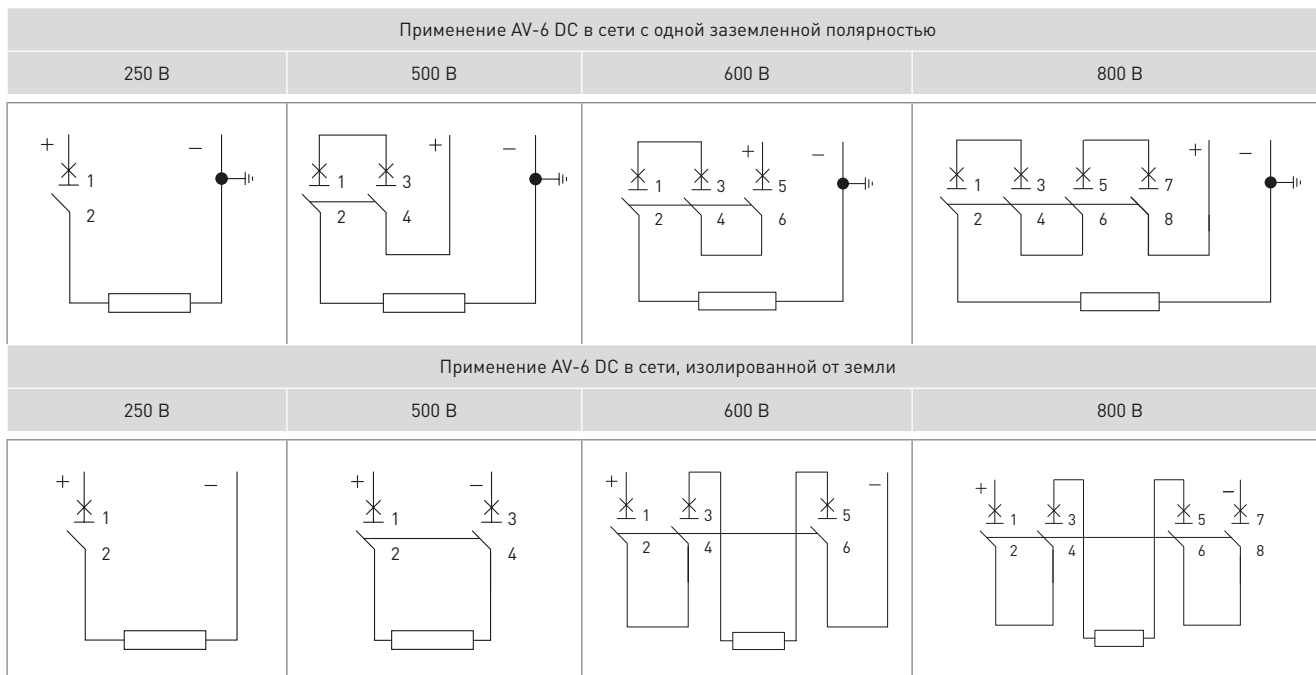 Применение AV-6 DC в сети с одной заземленной полярностью
250 В 500 В 600 В 800 В
+ − + − + − + −
1 1 3 1 3 5 1 3 5 7
2 2 4 2 4 6 2 4 6 8
Применение AV-6 DC в сети, изолированной от земли
250 В 500 В 600 В 800 В
+ − + − + − + −
1 1 3 1 3 5 1 3 5 7
2 2 4 2 4 6 2 4 6 8